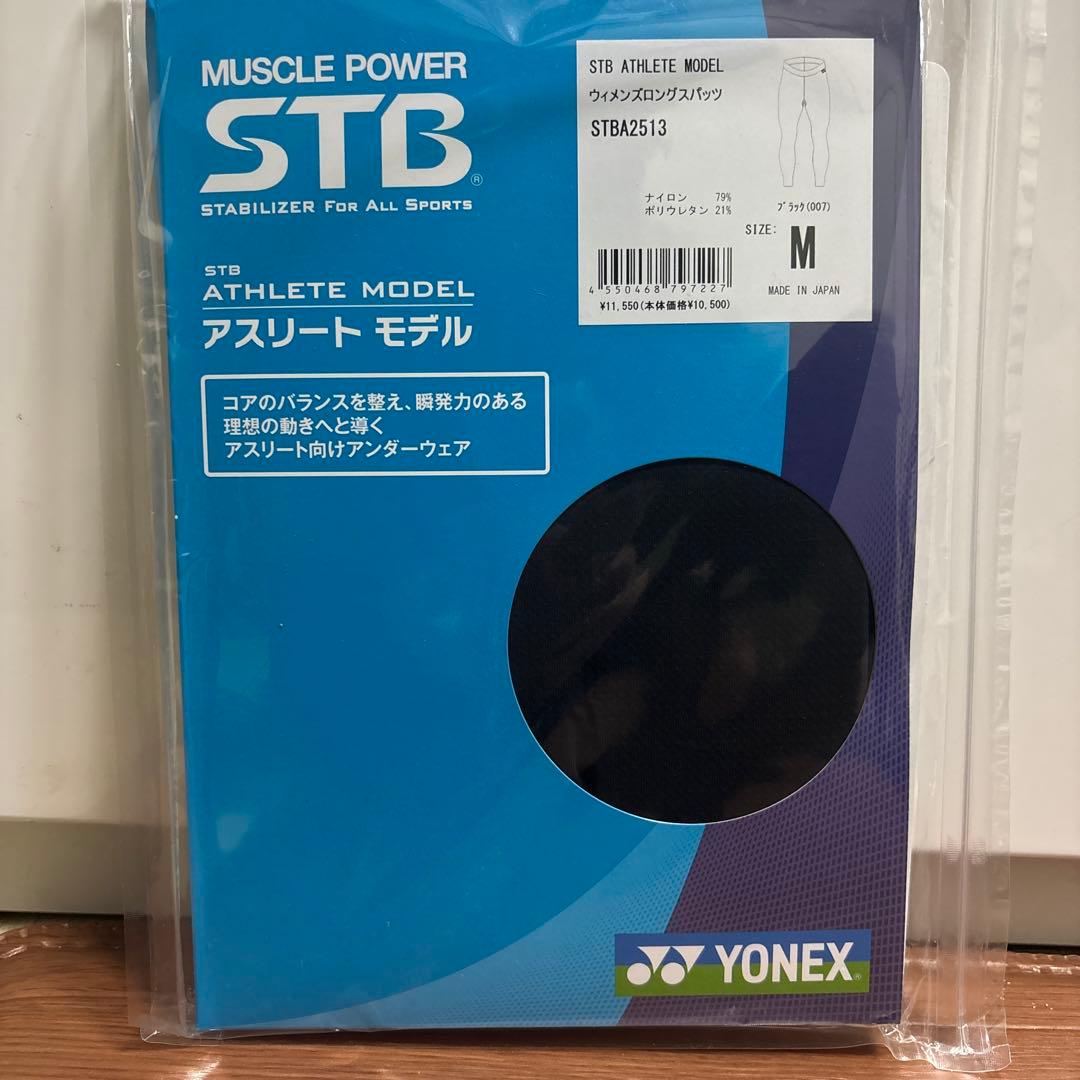 MUSCLE POWER
STB®
STABILIZER FOR ALL SPORTS
STB
ATHLETE MODEL
アスリート モデル
コアのバランスを整え、瞬発力のある
理想の動きへと導く
アスリート向けアンダーウェア
STB ATHLETE MODEL
ウィメンズロングスパッツ
STBA2513
ナイロン 79%
ポリウレタン 21%
ブラック(007)
SIZE: M
4 550468 797227
¥11,550(本体価格¥10,500)
MADE IN JAPAN
YONEX®